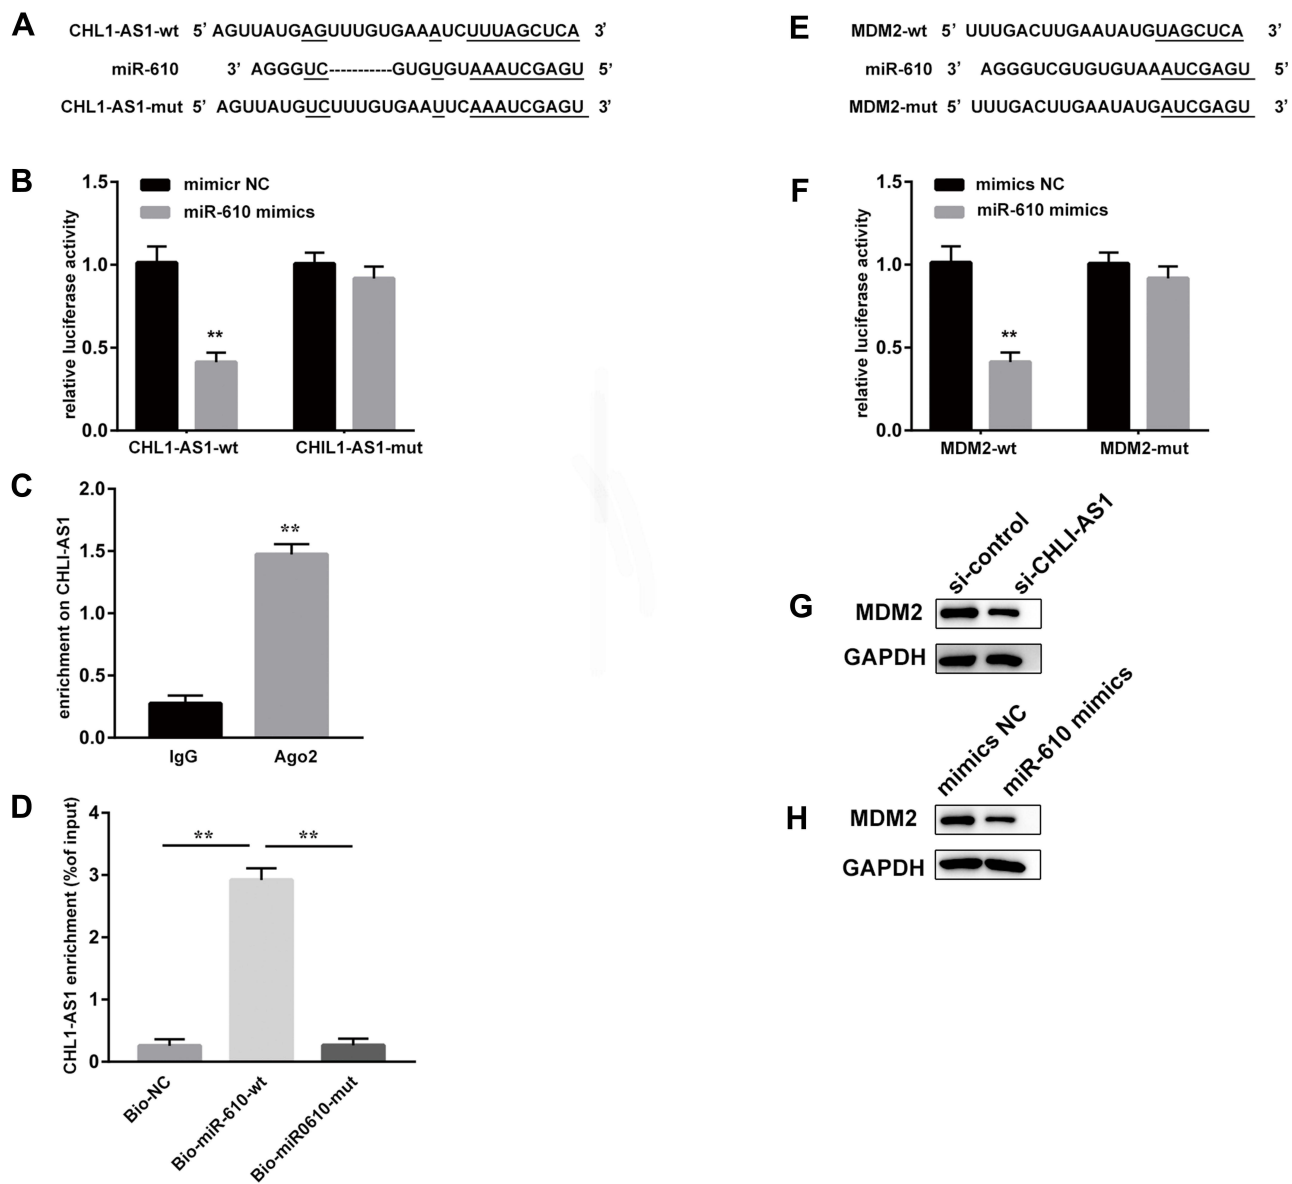 A
CHL1-AS1-wt 5’ AGUUAUGAGUUUGUGAAAUCUUUAGCUCA 3’
miR-610 3’ AGGGUC-----------GUGUGUAAAUCGAGU 5’
CHL1-AS1-mut 5’ AGUUAUGUCUUUGUGAAUUCAAAUCGAGU 3’
B
1.5
1.0
0.5
0.0
relative luciferase activity
mimicr NC
miR-610 mimics
**
CHL1-AS1-wt
CHIL1-AS1-mut
C
2.0
1.5
1.0
0.5
0.0
enrichment on CHLI-AS1
**
IgG
Ago2
D
4
3
2
1
0
CHL1-AS1 enrichment (%of input)
**
**
Bio-NC
Bio-miR-610-wt
Bio-miR0610-mut
E
MDM2-wt 5’ UUUGACUUGAAUAUGUAGCUCA 3’
miR-610 3’ AGGGUCGUGUGUAAAUCGAGU 5’
MDM2-mut 5’ UUUGACUUGAAUAUGAUCGAGU 3’
F
1.5
1.0
0.5
0.0
relative luciferase activity
mimics NC
miR-610 mimics
**
MDM2-wt
MDM2-mut
G
si-control
si-CHLI-AS1
MDM2
GAPDH
H
mimics NC
miR-610 mimics
MDM2
GAPDH